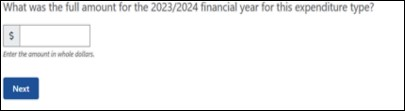 What was the full amount for the 2023/2024 financial year for this expenditure type?
$
Enter the amount in whole dollars.
Next